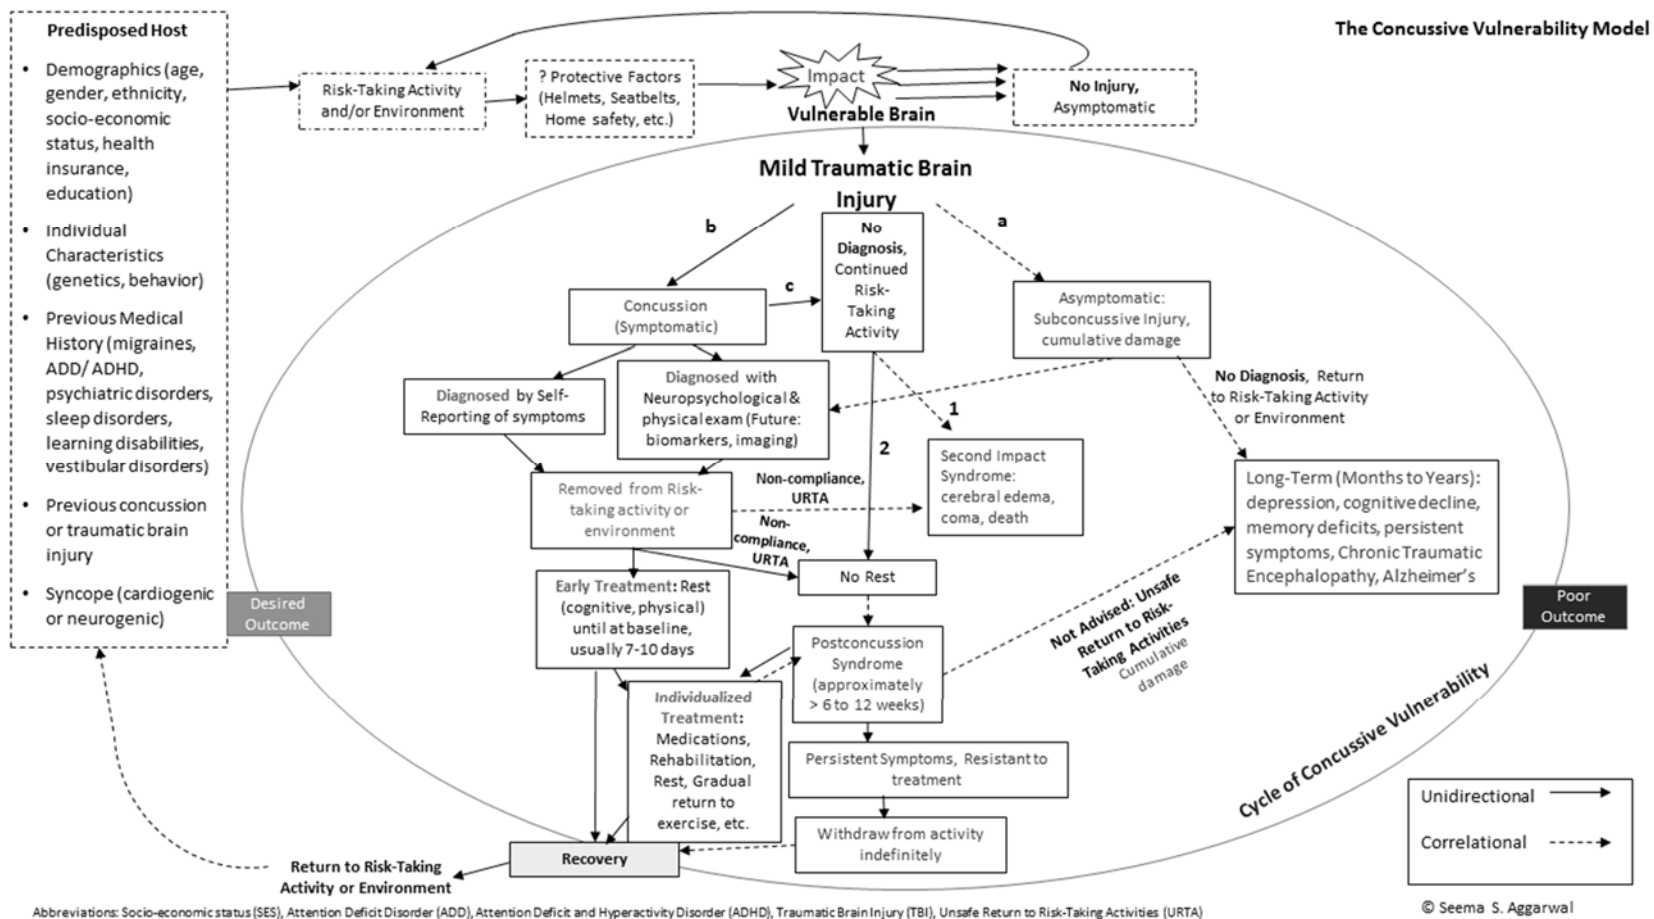 The Concussive Vulnerability Model
Predisposed Host
• Demographics (age,
gender, ethnicity,
socio-economic
status, health
insurance,
education)
• Individual
Characteristics
(genetics, behavior)
• Previous Medical
History (migraines,
ADD/ ADHD,
psychiatric disorders,
sleep disorders,
learning disabilities,
vestibular disorders)
• Previous concussion
or traumatic brain
injury
• Syncope (cardiogenic
or neurogenic)
Risk-Taking Activity
and/or Environment
? Protective Factors
(Helmets, Seatbelts,
Home safety, etc.)
Impact
Vulnerable Brain
No Injury,
Asymptomatic
Mild Traumatic Brain
Injury
b
a
c
No
Diagnosis,
Continued
Risk-
Taking
Activity
Concussion
(Symptomatic)
Asymptomatic:
Subconcussive Injury,
cumulative damage
Diagnosed by Self-
Reporting of symptoms
Diagnosed with
Neuropsychological &
physical exam (Future:
biomarkers, imaging)
No Diagnosis, Return
to Risk-Taking Activity
or Environment
1
2
Second Impact
Syndrome:
cerebral edema,
coma, death
Long-Term (Months to Years):
depression, cognitive decline,
memory deficits, persistent
symptoms, Chronic Traumatic
Encephalopathy, Alzheimer's
Removed from Risk-
taking activity or
environment
Non-compliance,
URTA
Non-
compliance,
URTA
No Rest
Early Treatment: Rest
(cognitive, physical)
until at baseline,
usually 7-10 days
Desired
Outcome
Poor
Outcome
Postconcussion
Syndrome
(approximately
> 6 to 12 weeks)
Not Advised: Unsafe
Return to Risk-
Taking Activities
Cumulative
damage
Individualized
Treatment:
Medications,
Rehabilitation,
Rest, Gradual
return to
exercise, etc.
Persistent Symptoms, Resistant to
treatment
Withdraw from activity
indefinitely
Cycle of Concussive Vulnerability
Recovery
Return to Risk-Taking
Activity or Environment
Unidirectional
Correlational
Abbreviations: Socio-economic status (SES), Attention Deficit Disorder (ADD), Attention Deficit and Hyperactivity Disorder (ADHD), Traumatic Brain Injury (TBI), Unsafe Return to Risk-Taking Activities (URTA)
© Seema S. Aggarwal